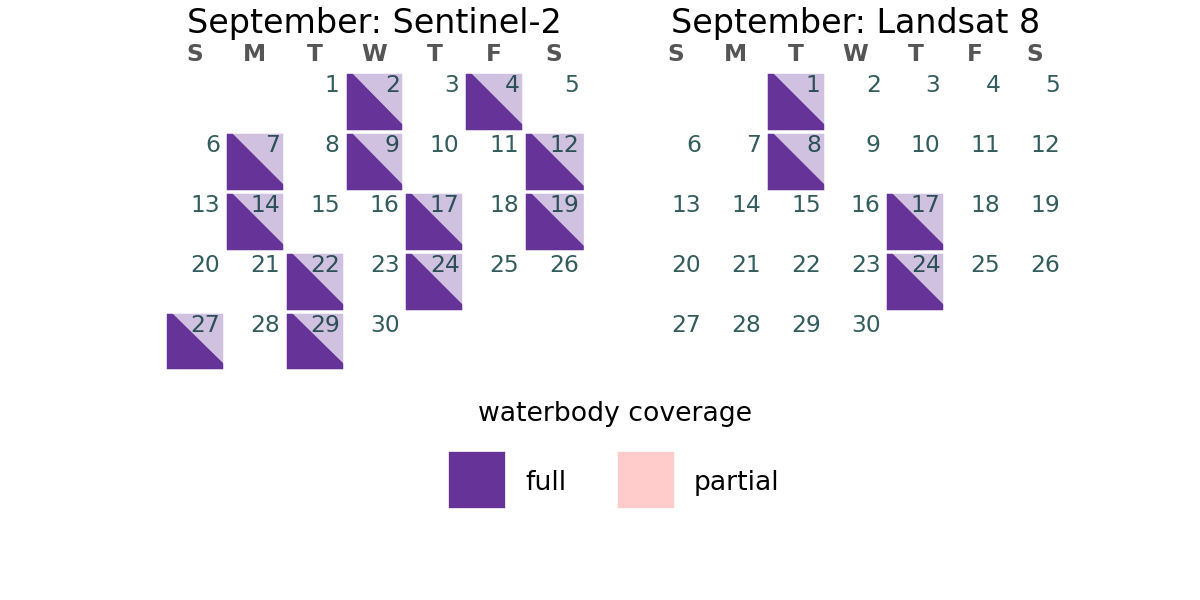 September: Sentinel-2
S M T W T F S
1 2 3 4 5
6 7 8 9 10 11 12
13 14 15 16 17 18 19
20 21 22 23 24 25 26
27 28 29 30
September: Landsat 8
S M T W T F S
1 2 3 4 5
6 7 8 9 10 11 12
13 14 15 16 17 18 19
20 21 22 23 24 25 26
27 28 29 30
waterbody coverage
full partial